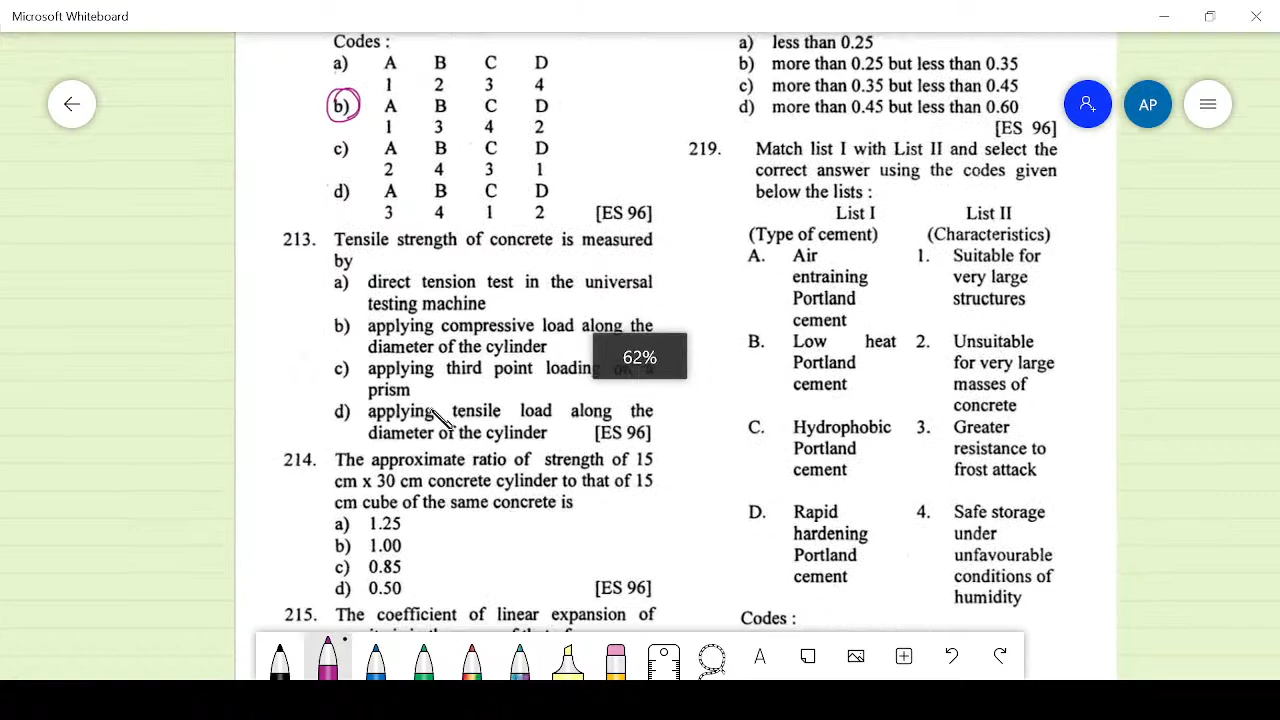 Microsoft Whiteboard
Codes :
a) A B C D
1 2 3 4
b) A B C D
1 3 4 2
c) A B C D
2 4 3 1
d) A B C D
3 4 1 2 [ES 96]
213. Tensile strength of concrete is measured
by
a) direct tension test in the universal
testing machine
b) applying compressive load along the
diameter of the cylinder
c) applying third point loading a
prism
d) applying tensile load along the
diameter of the cylinder [ES 96]
214. The approximate ratio of strength of 15
cm x 30 cm concrete cylinder to that of 15
cm cube of the same concrete is
a) 1.25
b) 1.00
c) 0.85
d) 0.50 [ES 96]
215. The coefficient of linear expansion of
a) less than 0.25
b) more than 0.25 but less than 0.35
c) more than 0.35 but less than 0.45
d) more than 0.45 but less than 0.60
[ES 96]
219. Match list I with List II and select the
correct answer using the codes given
below the lists :
List I List II
(Type of cement) (Characteristics)
A. Air 1. Suitable for
entraining very large
Portland structures
cement
B. Low heat 2. Unsuitable
Portland for very large
cement masses of
concrete
C. Hydrophobic 3. Greater
Portland resistance to
cement frost attack
D. Rapid 4. Safe storage
hardening under
Portland unfavourable
cement conditions of
humidity
Codes :
AP
62%
A